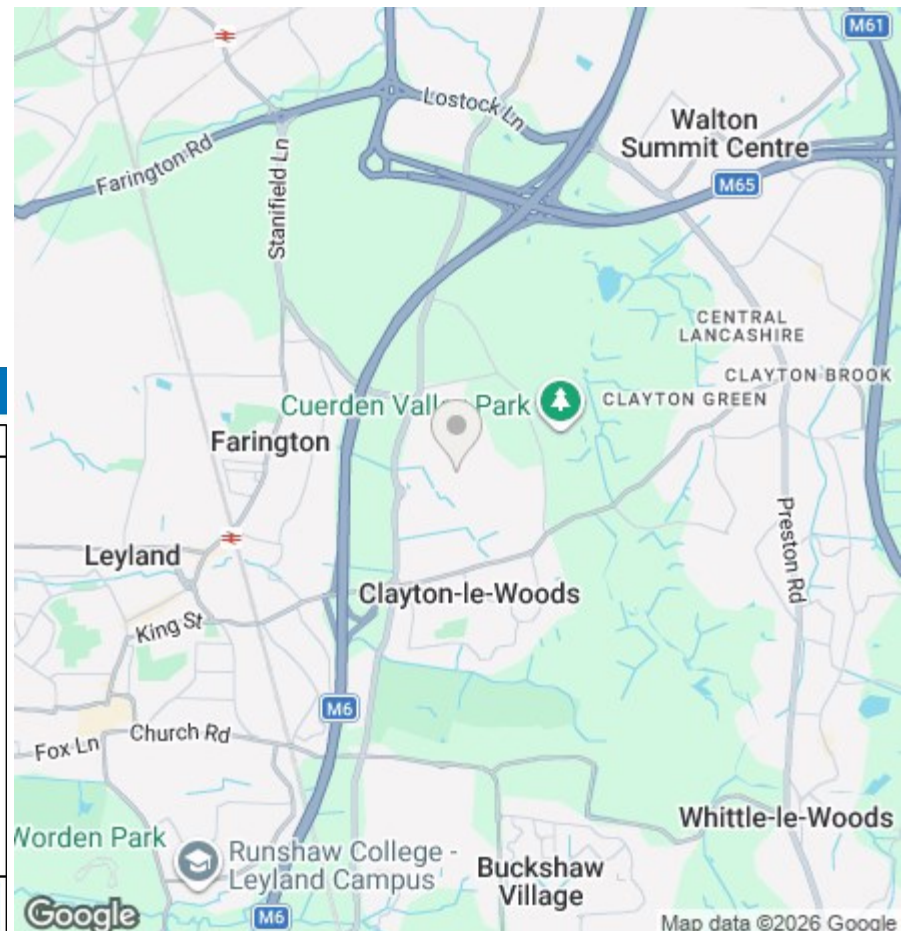 M61
Lostock Ln
Walton
Summit Centre
Farington Rd
M65
Stanifield Ln
CENTRAL
LANCASHIRE
CLAYTON BROOK
Cuerden Valley Park
CLAYTON GREEN
Farington
Preston Rd
Leyland
Clayton-le-Woods
King St
M6
Church Rd
Fox Ln
Whittle-le-Woods
Worden Park
Runshaw College -
Leyland Campus
Buckshaw
Village
Google
M6
Map data ©2026 Google